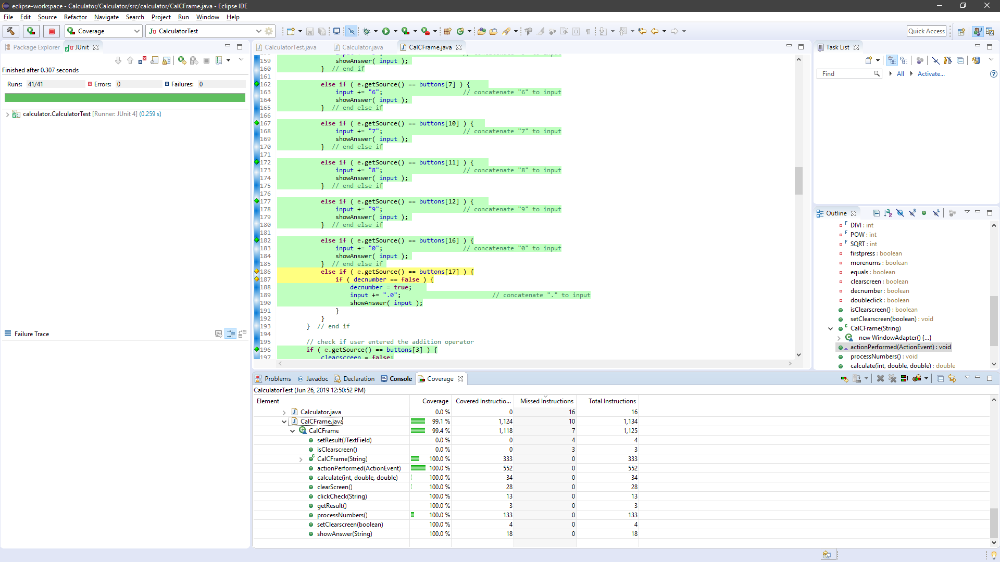 eclipse-workspace - Calculator/Calculator/src/calculator/CalCFrame.java - Eclipse IDE
File Edit Source Refactor Navigate Search Project Run Window Help
Coverage
JU CalculatorTest
Quick Access
Package Explorer
JUnit
Finished after 0.307 seconds
Runs: 41/41 Errors: 0 Failures: 0
calculator.CalculatorTest [Runner: JUnit 4] (0.259 s)
Failure Trace
CalculatorTest.java Calculator.java CalCFrame.java
159 showAnswer( input );
160 } // end if
161
162 else if ( e.getSource() == buttons[7] ) {
163 input += "6"; // concatenate "6" to input
164 showAnswer( input );
165 } // end else if
166
167 else if ( e.getSource() == buttons[10] ) {
168 input += "7"; // concatenate "7" to input
169 showAnswer( input );
170 } // end else if
171
172 else if ( e.getSource() == buttons[11] ) {
173 input += "8"; // concatenate "8" to input
174 showAnswer( input );
175 } // end else if
176
177 else if ( e.getSource() == buttons[12] ) {
178 input += "9"; // concatenate "9" to input
179 showAnswer( input );
180 } // end else if
181
182 else if ( e.getSource() == buttons[16] ) {
183 input += "0"; // concatenate "0" to input
184 showAnswer( input );
185 } // end else if
186 else if ( e.getSource() == buttons[17] ) {
187 if ( decnumber == false ) {
188 decnumber = true;
189 input += ".0"; // concatenate "." to input
190 showAnswer( input );
191 }
192 }
193 } // end if
194
195 // check if user entered the addition operator
196 if ( e.getSource() == buttons[3] ) {
197 clearscreen = false;
Task List
Find All Activate...
Outline
DIVI : int
POW : int
SQRT : int
firstpress : boolean
morenums : boolean
equals : boolean
clearscreen : boolean
decnumber : boolean
doubleclick : boolean
isClearscreen() : boolean
setClearscreen(boolean) : void
CalCFrame(String)
new WindowAdapter() {...}
actionPerformed(ActionEvent) : void
processNumbers() : void
calculate(int, double, double) : double
Problems @ Javadoc Declaration Console Coverage
CalculatorTest (Jun 26, 2019 12:50:52 PM)
Element Coverage Covered Instructio... Missed Instructions Total Instructions
Calculator.java 0.0 % 0 16 16
CalCFrame.java 99.1 % 1,124 10 1,134
CalCFrame 99.4 % 1,118 7 1,125
setResult(JTextField) 0.0 % 0 4 4
isClearscreen() 0.0 % 0 3 3
CalCFrame(String) 100.0 % 333 0 333
actionPerformed(ActionEvent) 100.0 % 552 0 552
calculate(int, double, double) 100.0 % 34 0 34
clearScreen() 100.0 % 28 0 28
clickCheck(String) 100.0 % 13 0 13
getResult() 100.0 % 3 0 3
processNumbers() 100.0 % 133 0 133
setClearscreen(boolean) 100.0 % 4 0 4
showAnswer(String) 100.0 % 18 0 18